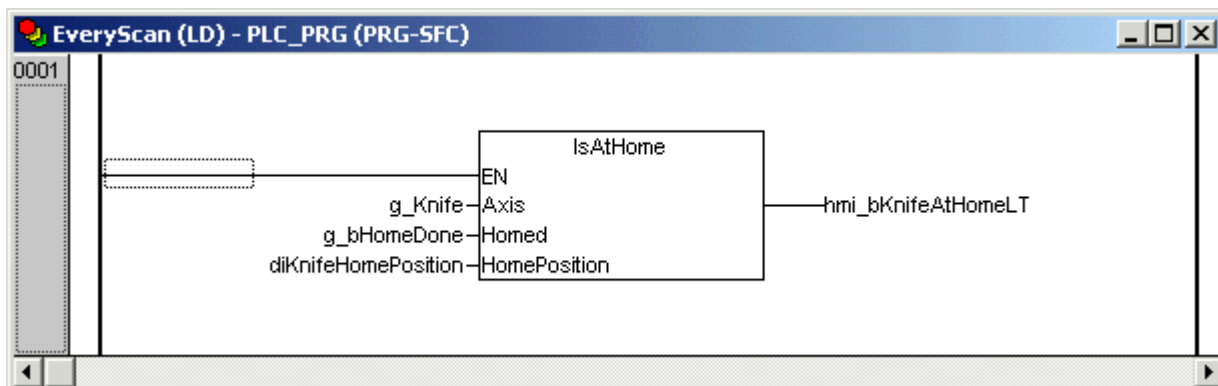 EveryScan (LD) - PLC_PRG (PRG-SFC)
0001
IsAtHome
EN
g_Knife Axis hmi_bKnifeAtHomeLT
g_bHomeDone Homed
diKnifeHomePosition HomePosition